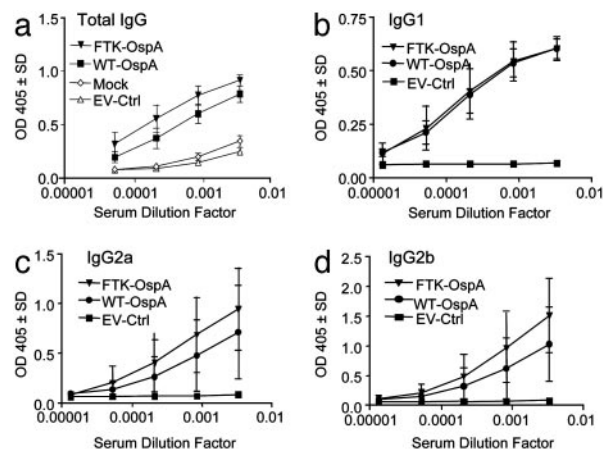 a Total IgG
FTK-OspA
WT-OspA
Mock
EV-Ctrl
OD 405 ± SD
1.5
1.0
0.5
0.0
0.00001 0.001 0.01
Serum Dilution Factor
b IgG1
FTK-OspA
WT-OspA
EV-Ctrl
OD 405 ± SD
0.75
0.50
0.25
0.00
0.00001 0.0001 0.001 0.01
Serum Dilution Factor
c IgG2a
FTK-OspA
WT-OspA
EV-Ctrl
OD 405 ± SD
1.5
1.0
0.5
0.0
0.00001 0.0001 0.001 0.01
Serum Dilution Factor
d IgG2b
FTK-OspA
WT-OspA
EV-Ctrl
OD 405 ± SD
2.5
2.0
1.5
1.0
0.5
0.0
0.00001 0.0001 0.001 0.01
Serum Dilution Factor